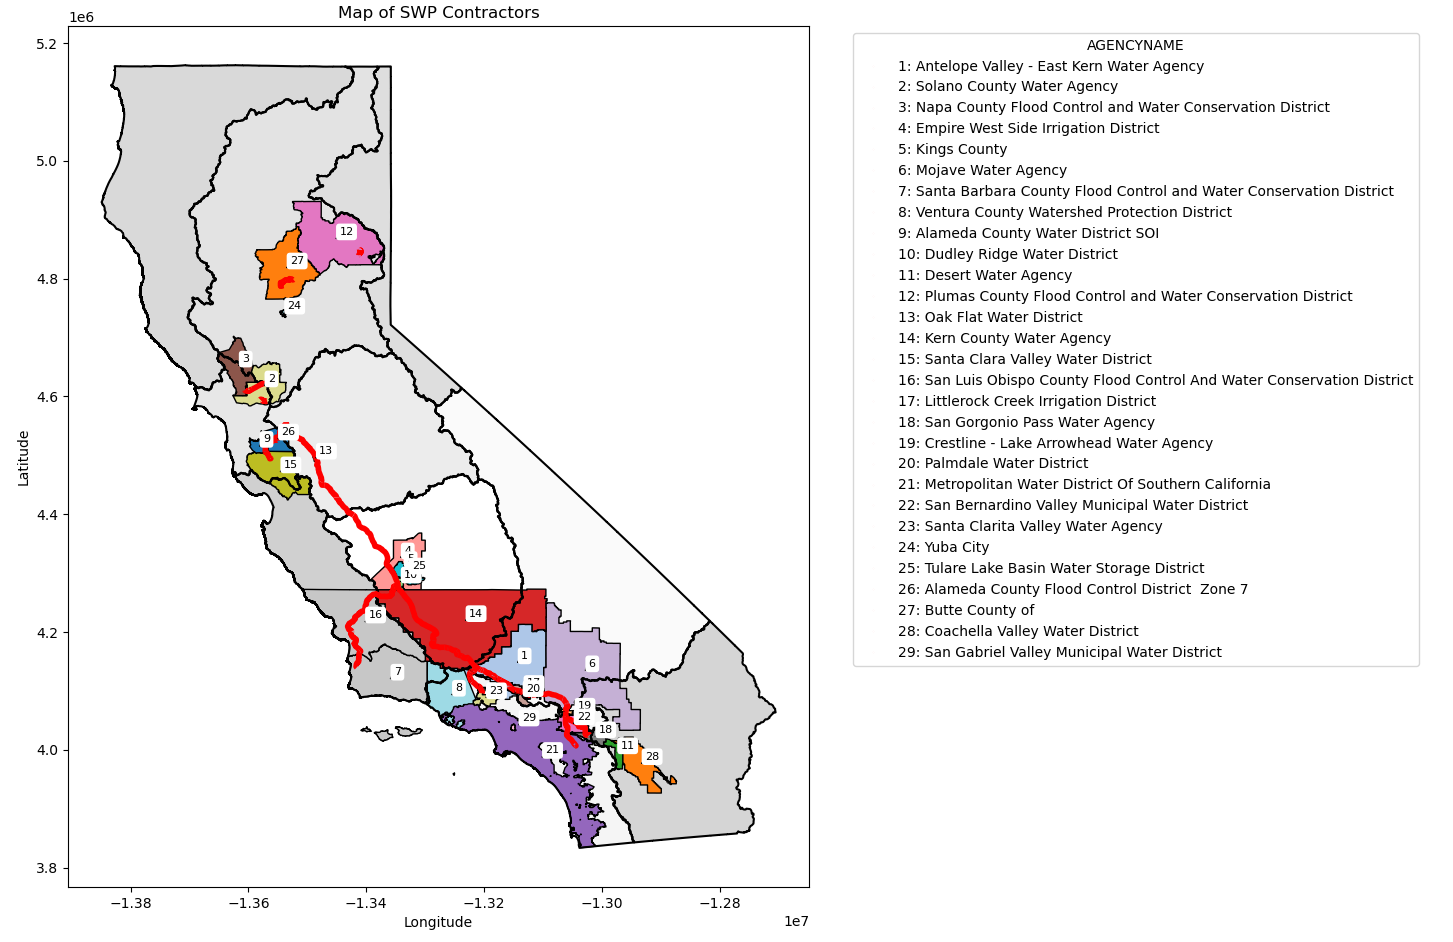 Map of SWP Contractors
1e6
5.2
5.0
4.8
4.6
4.4
4.2
4.0
3.8
Latitude
12
27
24
3
2
26
9
13
15
4
5
25
10
14
16
1
6
7
17
8
23
20
19
29
22
18
21
11
28
−1.38
−1.36
−1.34
−1.32
−1.30
−1.28
Longitude
1e7
AGENCYNAME
1: Antelope Valley - East Kern Water Agency
2: Solano County Water Agency
3: Napa County Flood Control and Water Conservation District
4: Empire West Side Irrigation District
5: Kings County
6: Mojave Water Agency
7: Santa Barbara County Flood Control and Water Conservation District
8: Ventura County Watershed Protection District
9: Alameda County Water District SOI
10: Dudley Ridge Water District
11: Desert Water Agency
12: Plumas County Flood Control and Water Conservation District
13: Oak Flat Water District
14: Kern County Water Agency
15: Santa Clara Valley Water District
16: San Luis Obispo County Flood Control And Water Conservation District
17: Littlerock Creek Irrigation District
18: San Gorgonio Pass Water Agency
19: Crestline - Lake Arrowhead Water Agency
20: Palmdale Water District
21: Metropolitan Water District Of Southern California
22: San Bernardino Valley Municipal Water District
23: Santa Clarita Valley Water Agency
24: Yuba City
25: Tulare Lake Basin Water Storage District
26: Alameda County Flood Control District  Zone 7
27: Butte County of
28: Coachella Valley Water District
29: San Gabriel Valley Municipal Water District